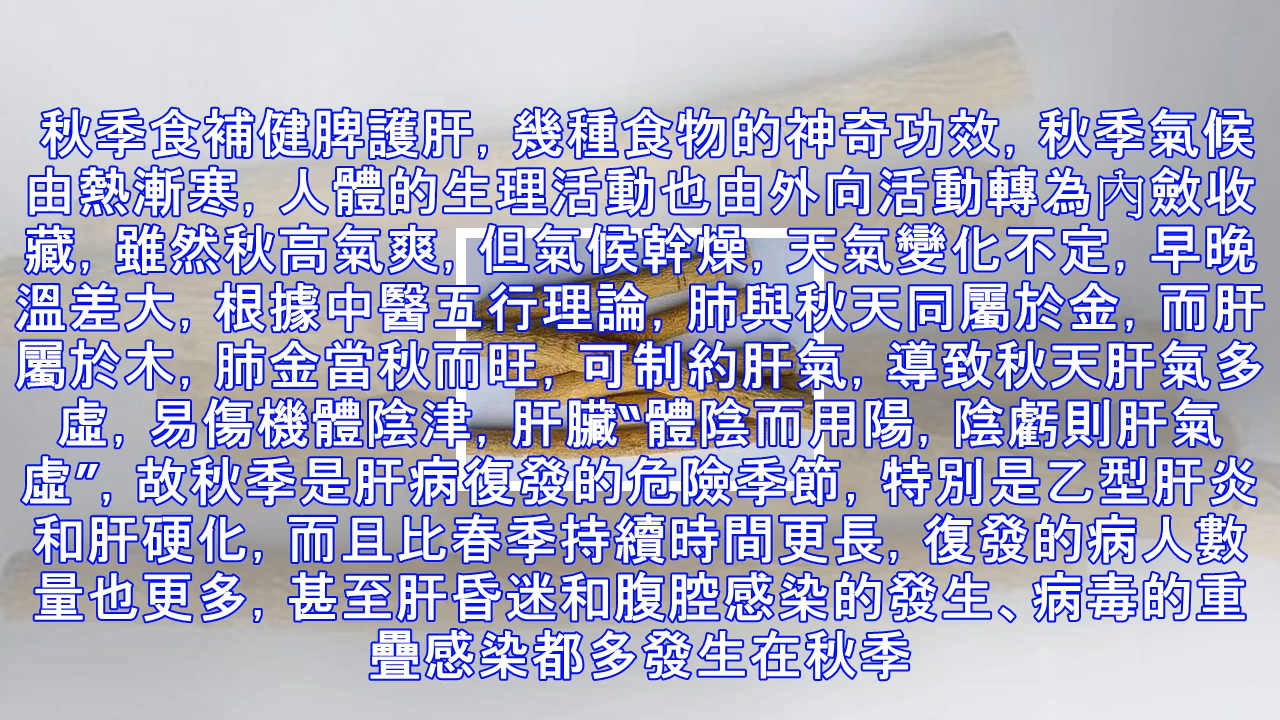 秋季食補健脾護肝, 幾種食物的神奇功效, 秋季氣候
由熱漸寒, 人體的生理活動也由外向活動轉為內斂收
藏, 雖然秋高氣爽, 但氣候幹燥, 天氣變化不定, 早晚
溫差大, 根據中醫五行理論, 肺與秋天同屬於金, 而肝
屬於木, 肺金當秋而旺, 可制約肝氣, 導致秋天肝氣多
虛, 易傷機體陰津, 肝臟“體陰而用陽, 陰虧則肝氣
虛”, 故秋季是肝病復發的危險季節, 特別是乙型肝炎
和肝硬化, 而且比春季持續時間更長, 復發的病人數
量也更多, 甚至肝昏迷和腹腔感染的發生、病毒的重
疊感染都多發生在秋季